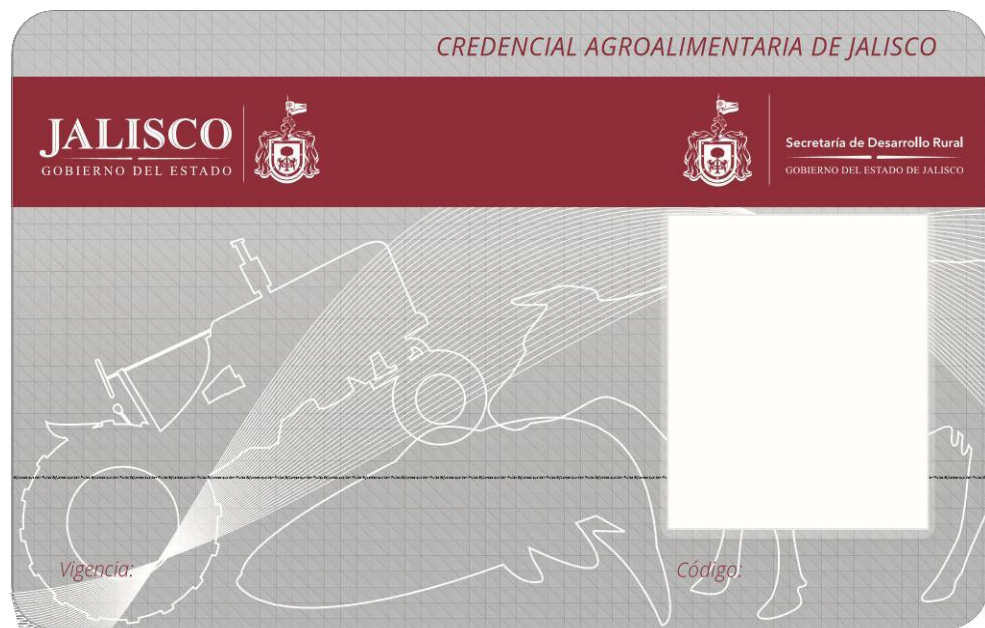 CREDENCIAL AGROALIMENTARIA DE JALISCO
JALISCO
GOBIERNO DEL ESTADO
Secretaría de Desarrollo Rural
GOBIERNO DEL ESTADO DE JALISCO
Vigencia:
Código: